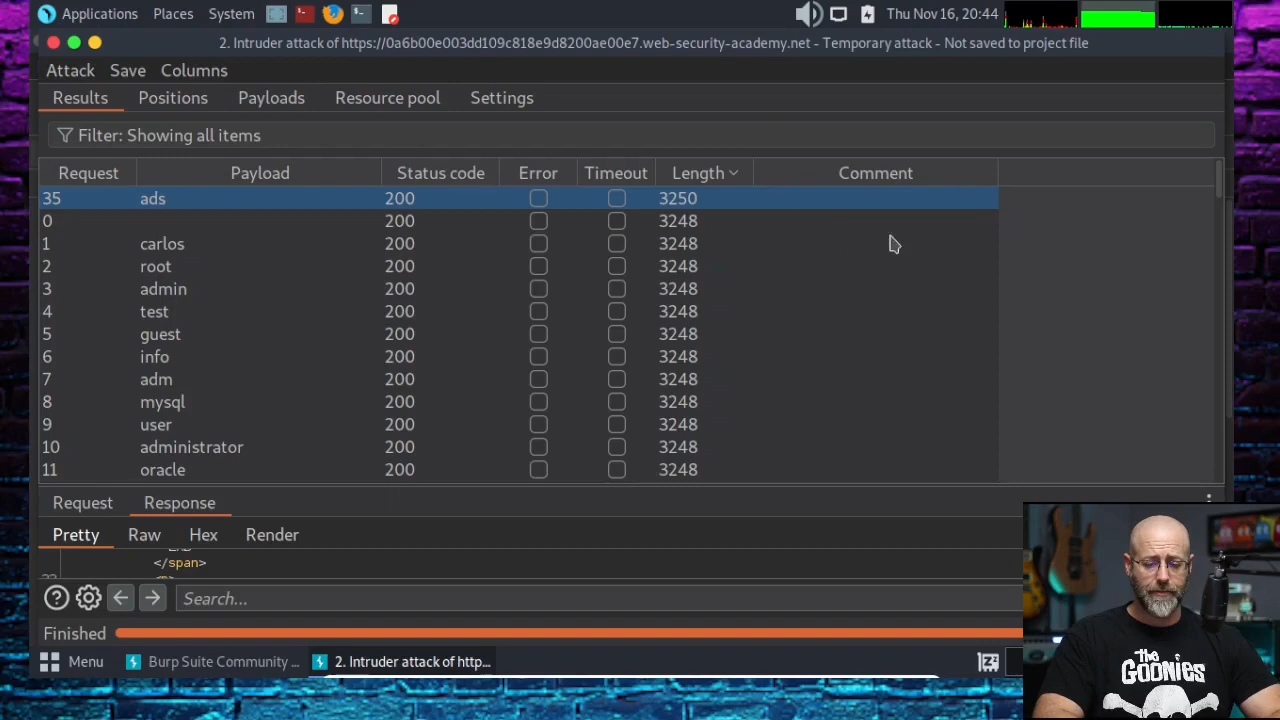 Applications Places System Thu Nov 16, 20:44
2. Intruder attack of https://0a6b00e003dd109c818e9d8200ae00e7.web-security-academy.net - Temporary attack - Not saved to project file
Attack Save Columns
Results Positions Payloads Resource pool Settings
Filter: Showing all items
Request Payload Status code Error Timeout Length Comment
35 ads 200 3250
0 200 3248
1 carlos 200 3248
2 root 200 3248
3 admin 200 3248
4 test 200 3248
5 guest 200 3248
6 info 200 3248
7 adm 200 3248
8 mysql 200 3248
9 user 200 3248
10 administrator 200 3248
11 oracle 200 3248
Request Response
Pretty Raw Hex Render
</span>
Search...
Finished
Menu Burp Suite Community ... 2. Intruder attack of http...
the
GOONIES